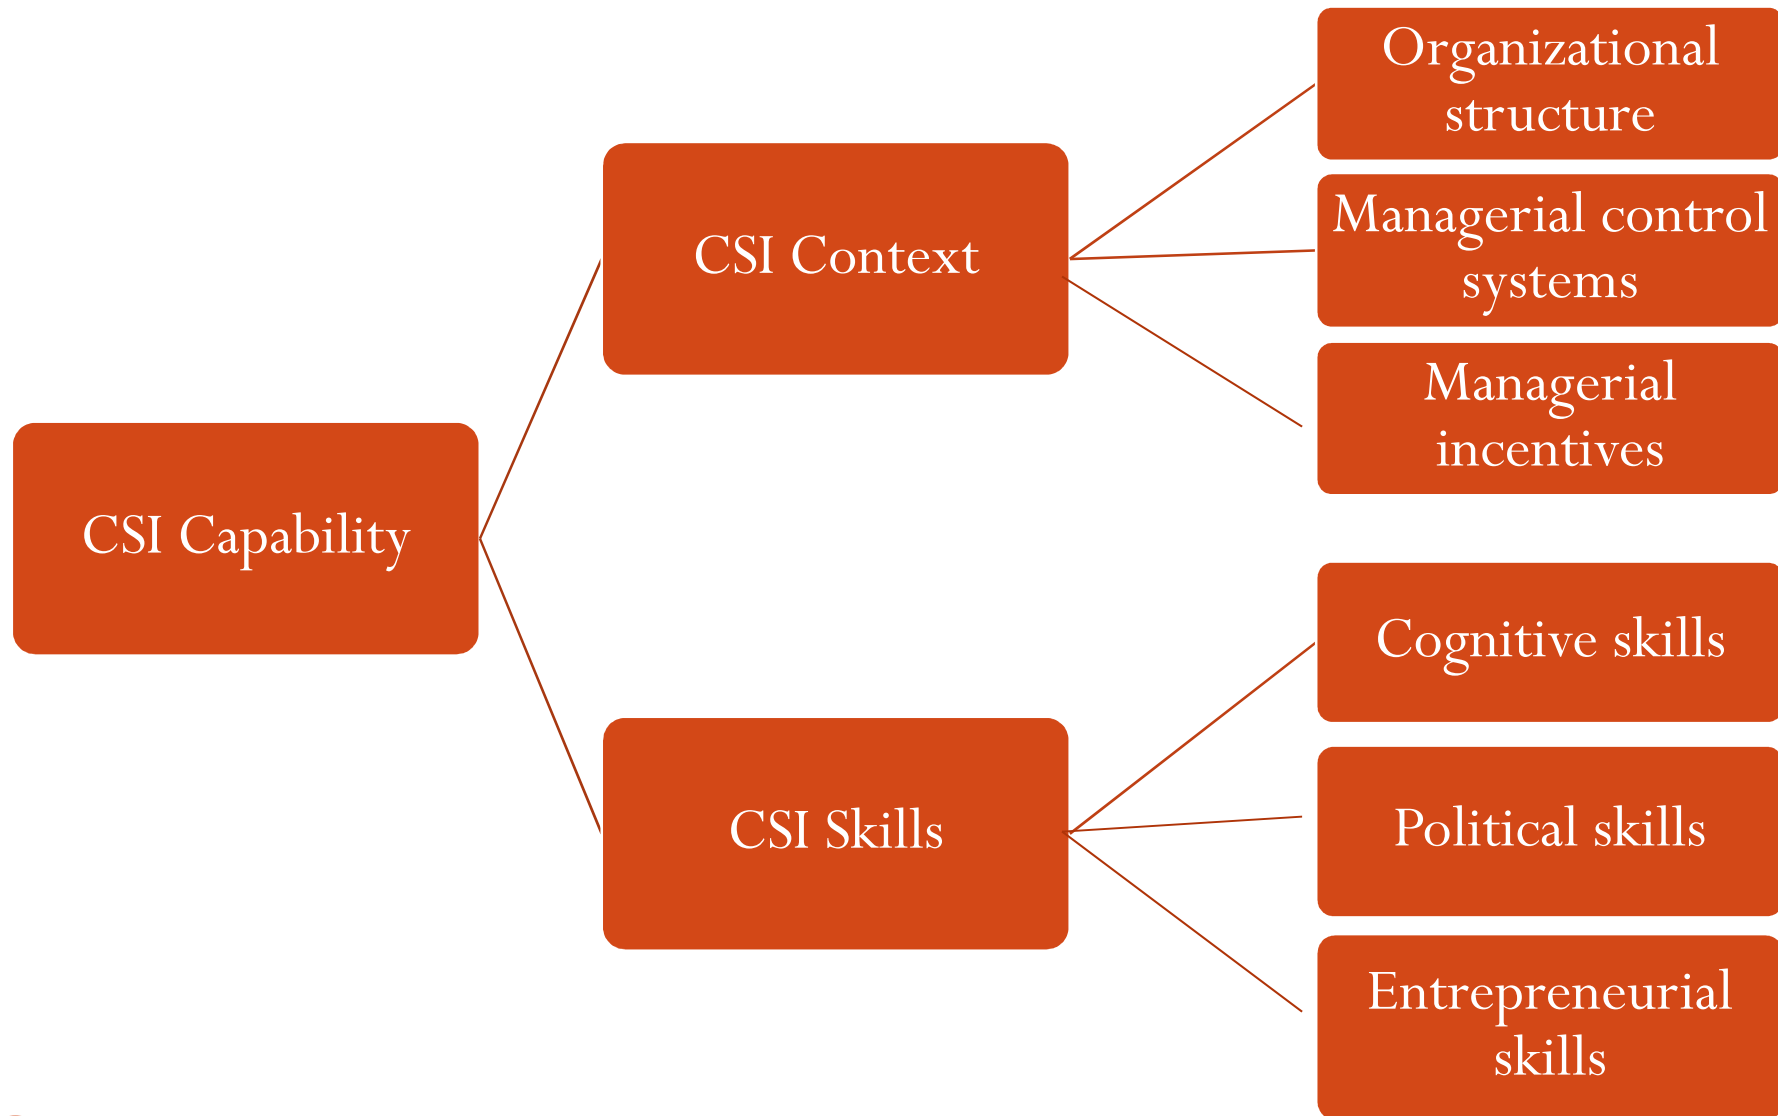 CSI Capability
CSI Context
Organizational
structure
Managerial control
systems
Managerial
incentives
CSI Skills
Cognitive skills
Political skills
Entrepreneurial
skills